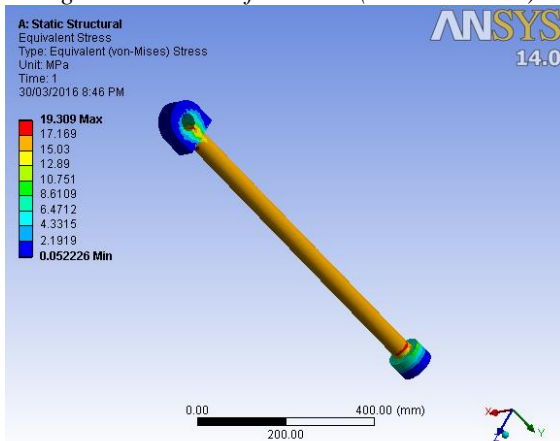 A: Static Structural
Equivalent Stress
Type: Equivalent (von-Mises) Stress
Unit: MPa
Time: 1
30/03/2016 8:46 PM
ANSYS
14.0
19.309 Max
17.169
15.03
12.89
10.751
8.6109
6.4712
4.3315
2.1919
0.052226 Min
0.00 400.00 (mm)
200.00
X Y
Z